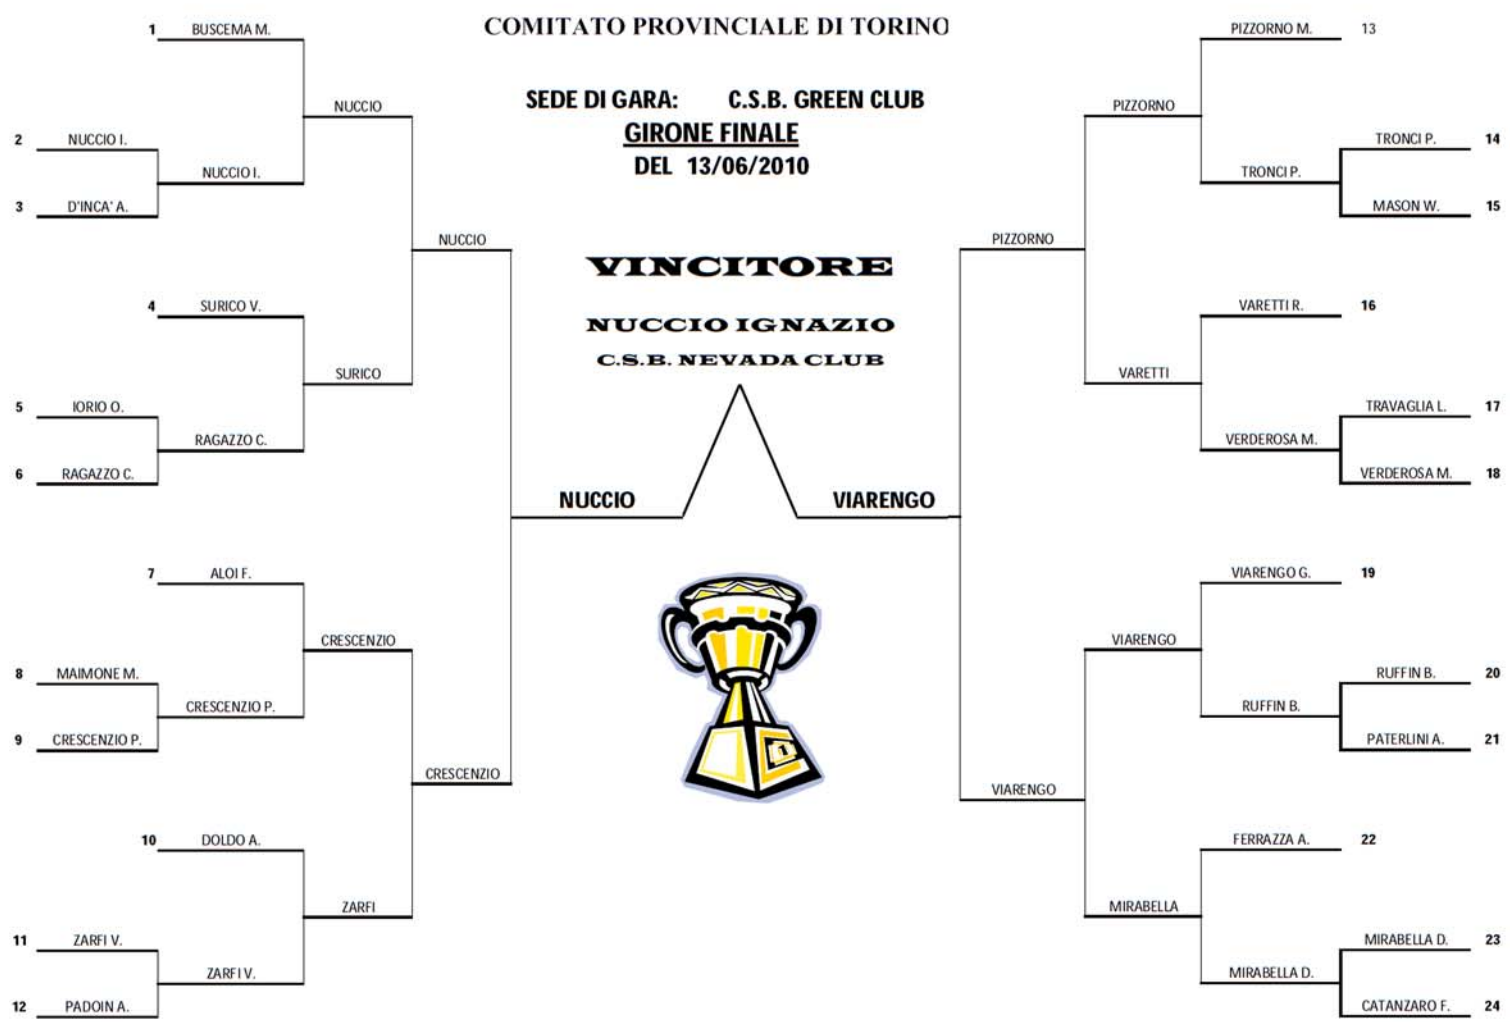 COMITATO PROVINCIALE DI TORINO
SEDE DI GARA: C.S.B. GREEN CLUB
GIRONE FINALE
DEL 13/06/2010
VINCITORE
NUCCIO IGNAZIO
C.S.B. NEVADA CLUB
NUCCIO
VIARENGO
1 BUSCEMA M.
NUCCIO
2 NUCCIO I.
NUCCIO I.
3 D'INCA' A.
NUCCIO
4 SURICO V.
SURICO
5 IORIO O.
RAGAZZO C.
6 RAGAZZO C.
7 ALOI F.
CRESCENZIO
8 MAIMONE M.
CRESCENZIO P.
9 CRESCENZIO P.
CRESCENZIO
10 DOLDO A.
ZARFI
11 ZARFI V.
ZARFI V.
12 PADOIN A.
PIZZORNO M. 13
PIZZORNO
TRONCI P. 14
TRONCI P.
MASON W. 15
PIZZORNO
VARETTI R. 16
VARETTI
TRAVAGLIA L. 17
VERDEROSA M.
VERDEROSA M. 18
VIARENGO G. 19
VIARENGO
RUFFIN B. 20
RUFFIN B.
PATERLINI A. 21
VIARENGO
FERRAZZA A. 22
MIRABELLA
MIRABELLA D. 23
MIRABELLA D.
CATANZARO F. 24